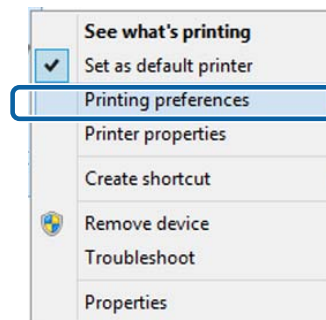 See what's printing
Set as default printer
Printing preferences
Printer properties
Create shortcut
Remove device
Troubleshoot
Properties